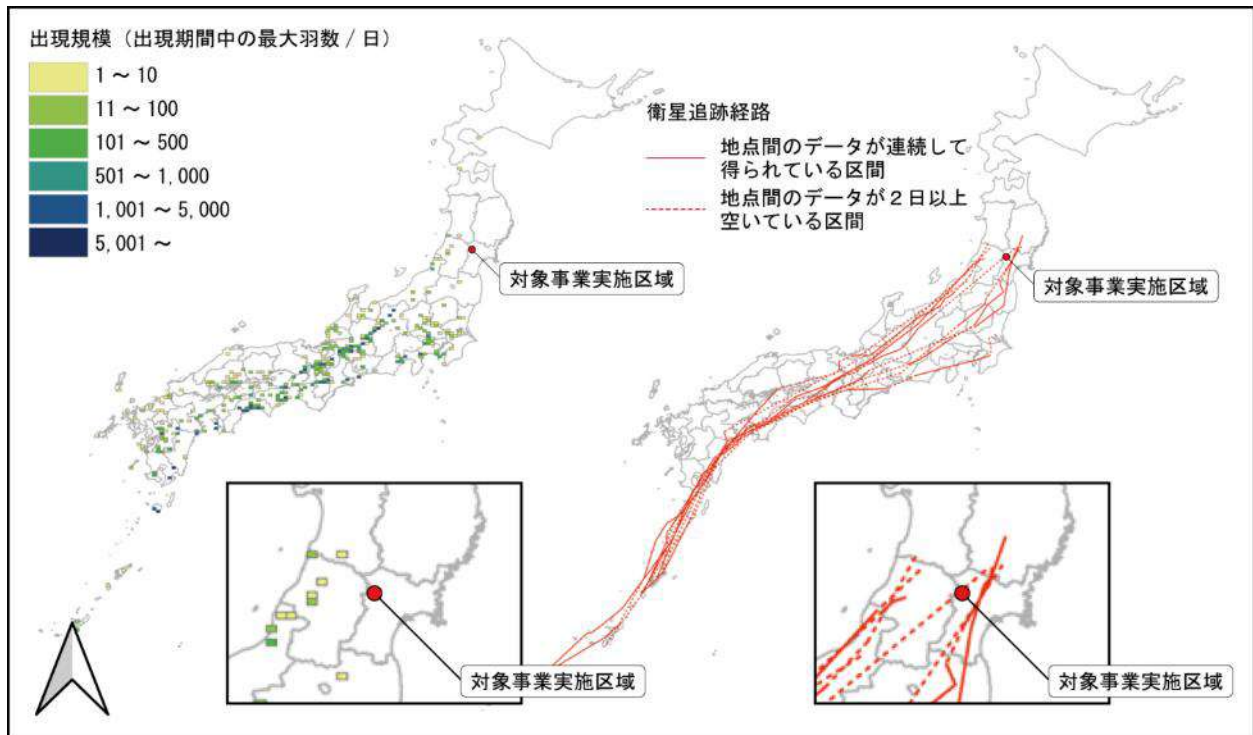 出現規模（出現期間中の最大羽数 / 日）
1 ～ 10
11 ～ 100
101 ～ 500
501 ～ 1,000
1,001 ～ 5,000
5,001 ～
対象事業実施区域
対象事業実施区域
衛星追跡経路
地点間のデータが連続して
得られている区間
地点間のデータが２日以上
空いている区間
対象事業実施区域
対象事業実施区域